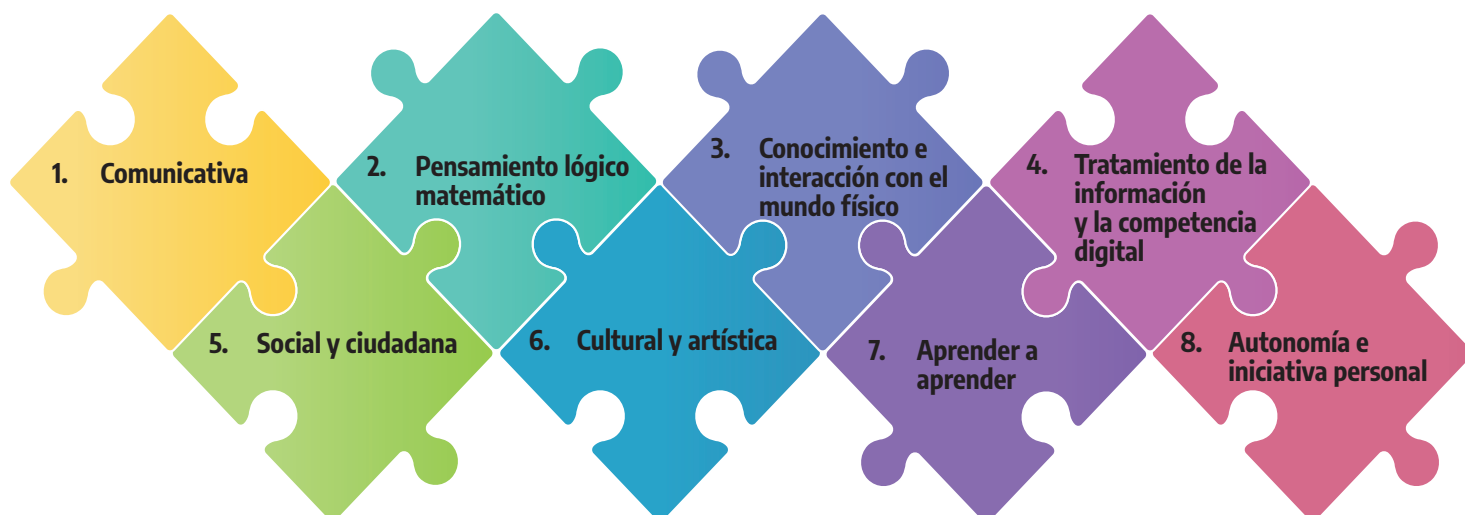 1. Comunicativa
2. Pensamiento lógico
matemático
3. Conocimiento e
interacción con el
mundo físico
4. Tratamiento de la
información
y la competencia
digital
5. Social y ciudadana
6. Cultural y artística
7. Aprender a
aprender
8. Autonomía e
iniciativa personal